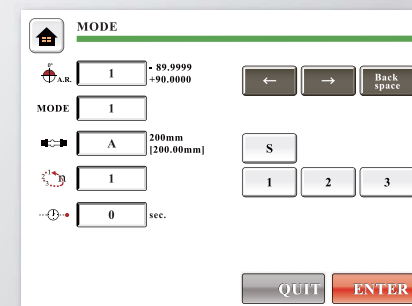 MODE
0°
A.R.
1
- 89.9999
+90.0000
← → Back space
MODE
1
A
200mm
[200.00mm]
S
1
1 2 3
0
sec.
QUIT ENTER